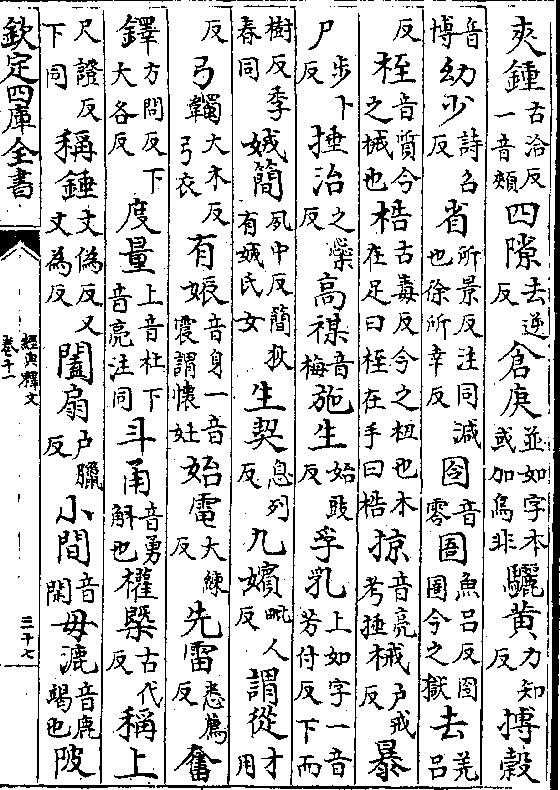 夾鍾古洽反一音頰四隙去逆反倉庚並如字本或加鳥非驪黃力知反搏穀
音博幼少詩召反省所景反注同減也徐所幸反囹音零圄魚呂反囹圄今之獄去羌呂
反桎音質今之械也梏古毒反今之杻也木在足曰桎在手曰梏掠音亮考捶械戶戒反暴
尸步卜反捶治之橤反高禖音梅施生始豉反孚乳上如字一音芳付反下而
樹反季春同娀簡夙中反簡狄有娀氏女生契息列反九嬪毗人反謂從才用
反弓韣大木反弓衣有娠音身一音震謂懷妊始電大練反先雷悉薦反奮
鐸方問反下大各反度量上音杜下音亮注同斗甬音勇斛也權槩古代反稱上
尺證反下同稱錘丈偽反又丈為反闔扇戶臘反小間音閑毋漉音鹿竭也陂
欽定四庫全書
經典釋文
卷十一
三十七